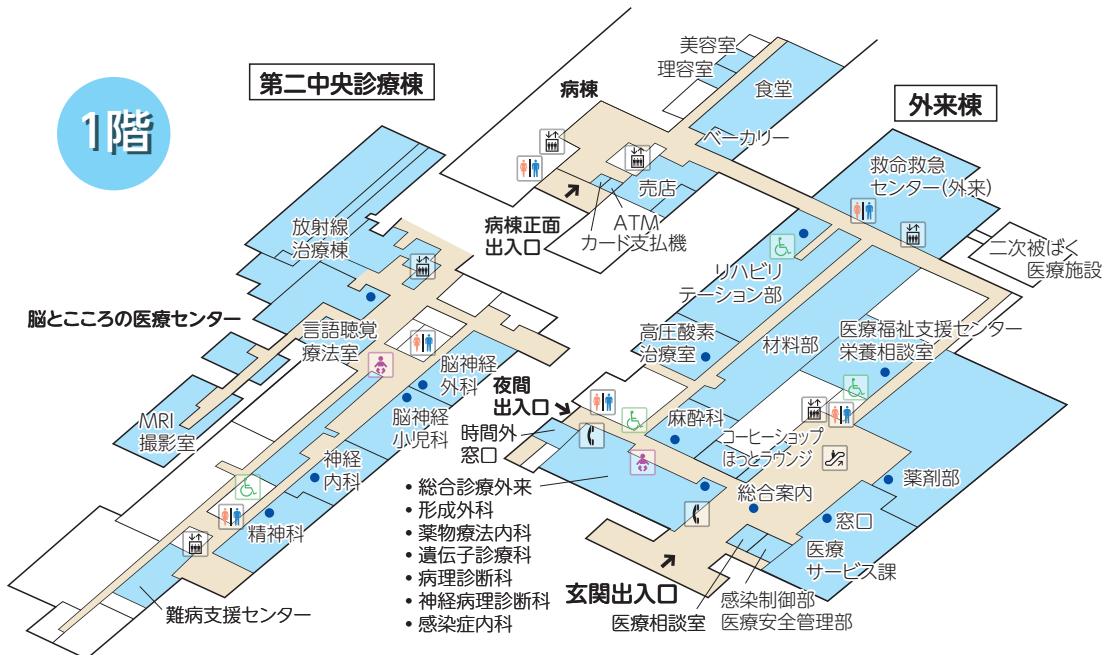 1階
第二中央診療棟
病棟
外来棟
美容室
理容室
食堂
ベーカリー
売店
ATM
カード支払機
病棟正面
出入口
救命救急
センター(外来)
二次被ばく
医療施設
放射線
治療棟
脳とこころの医療センター
言語聴覚
療法室
MRI
撮影室
脳神経
外科
脳神経
小児科
神経
内科
精神科
難病支援センター
リハビリ
テーション部
高圧酸素
治療室
材料部
医療福祉支援センター
栄養相談室
夜間
出入口
時間外
窓口
麻酔科
コーヒーショップ
ほっとラウンジ
総合案内
薬剤部
窓口
医療
サービス課
• 総合診療外来
• 形成外科
• 薬物療法内科
• 遺伝子診療科
• 病理診断科
• 神経病理診断科
• 感染症内科
玄関出入口
医療相談室
感染制御部
医療安全管理部